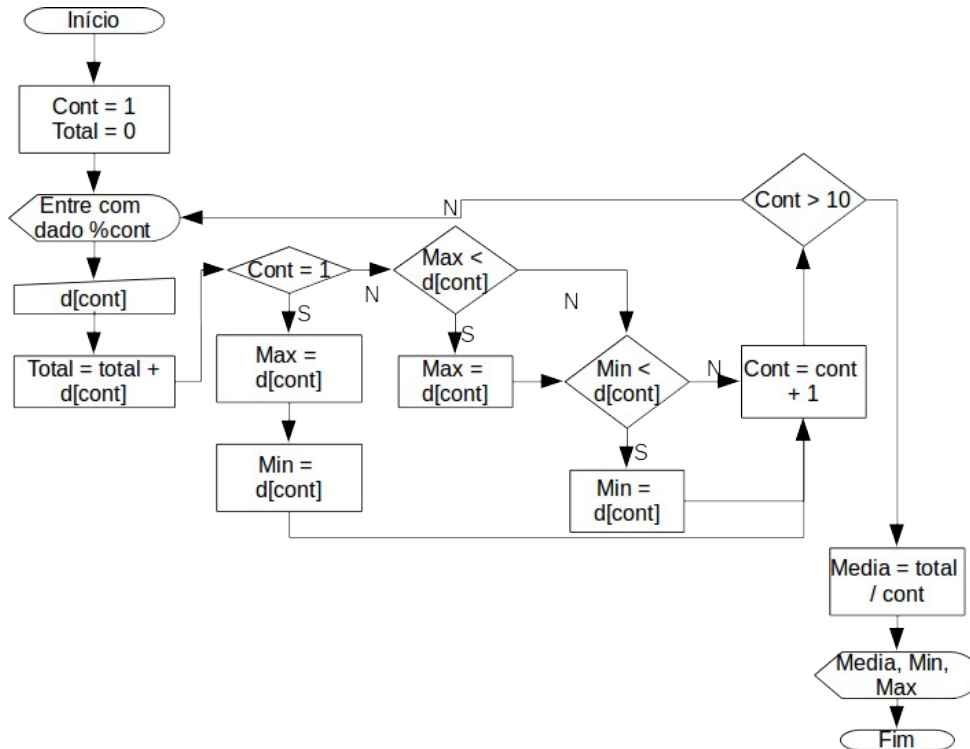 Início
Cont = 1
Total = 0
Entre com
dado %cont
d[cont]
Total = total +
d[cont]
Cont = 1
N
S
Max =
d[cont]
Min =
d[cont]
Max <
d[cont]
N
S
Max =
d[cont]
Min <
d[cont]
N
S
Min =
d[cont]
Cont = cont
+ 1
Cont > 10
N
Media = total
/ cont
Media, Min,
Max
Fim